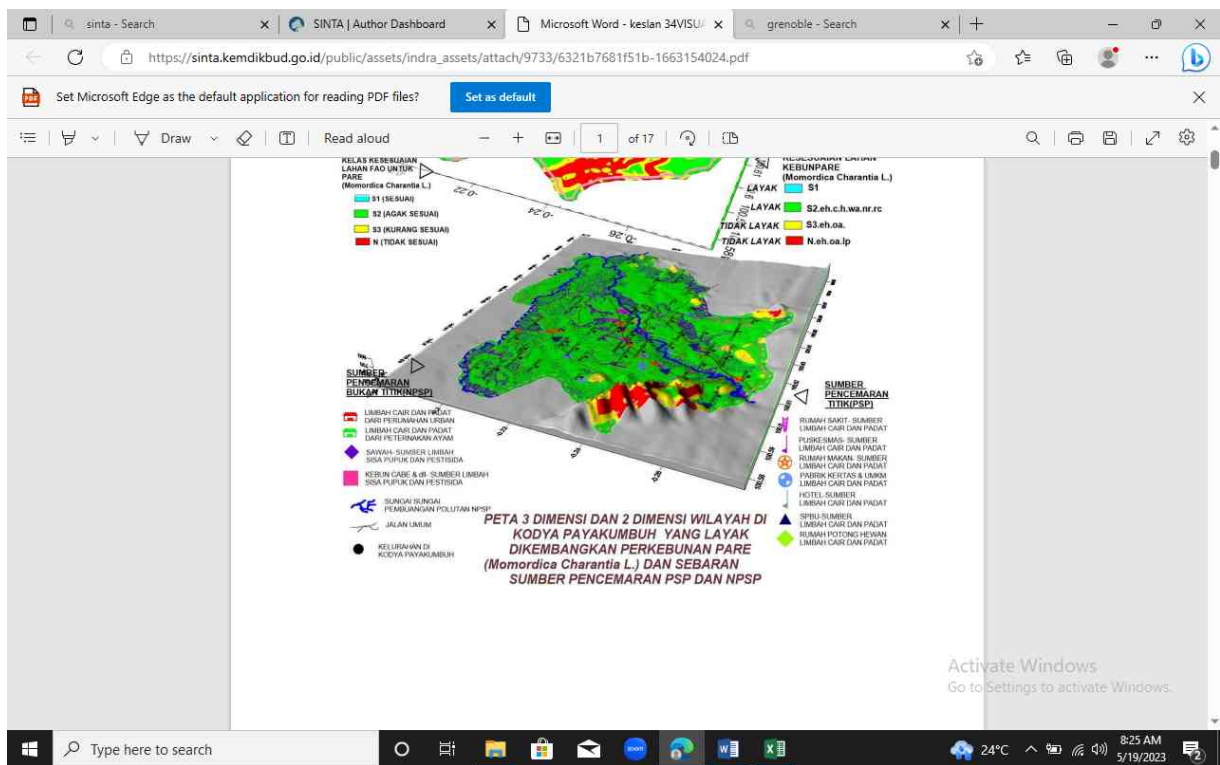 sinta - Search
SINTA | Author Dashboard
Microsoft Word - keslan 34VISU
grenoble - Search
https://sinta.kemdikbud.go.id/public/assets/indra_assets/attach/9733/6321b7681f51b-1663154024.pdf
Set Microsoft Edge as the default application for reading PDF files?
Set as default
Draw
Read aloud
1 of 17
KELAS KESESUAIAN
LAHAN FAO UNTUK
PARE
(Momordica Charantia L.)
S1 (SESUAI)
S2 (AGAK SESUAI)
S3 (KURANG SESUAI)
N (TIDAK SESUAI)
-0.22
-0.24
-0.26
KESESUAIAN LAHAN
KEBUNPARE
(Momordica Charantia L.)
LAYAK S1
LAYAK S2.eh.c.h.wa.nr.rc
TIDAK LAYAK S3.eh.oa.
TIDAK LAYAK N.eh.oa.lp
SUMBER
PENCEMARAN
BUKAN TITIK(NPSP)
LIMBAH CAIR DAN PADAT
DARI PERUMAHAN URBAN
LIMBAH CAIR DAN PADAT
DARI PETERNAKAN AYAM
SAWAH- SUMBER LIMBAH
SISA PUPUK DAN PESTISIDA
KEBUN CABE & dll- SUMBER LIMBAH
SISA PUPUK DAN PESTISIDA
SUNGAI SUNGAI
PEMBUANGAN POLUTAN NPSP
JALAN UMUM
KELURAHAN DI
KODYA PAYAKUMBUH
SUMBER
PENCEMARAN
TITIK(PSP)
RUMAH SAKIT- SUMBER
LIMBAH CAIR DAN PADAT
PUSKESMAS- SUMBER
LIMBAH CAIR DAN PADAT
RUMAH MAKAN- SUMBER
LIMBAH CAIR DAN PADAT
PABRIK KERTAS & UMKM
LIMBAH CAIR DAN PADAT
HOTEL-SUMBER
LIMBAH CAIR DAN PADAT
SPBU-SUMBER
LIMBAH CAIR DAN PADAT
RUMAH POTONG HEWAN
LIMBAH CAIR DAN PADAT
PETA 3 DIMENSI DAN 2 DIMENSI WILAYAH DI
KODYA PAYAKUMBUH YANG LAYAK
DIKEMBANGKAN PERKEBUNAN PARE
(Momordica Charantia L.) DAN SEBARAN
SUMBER PENCEMARAN PSP DAN NPSP
Activate Windows
Go to Settings to activate Windows.
Type here to search
zoom
24°C
8:25 AM
5/19/2023
2